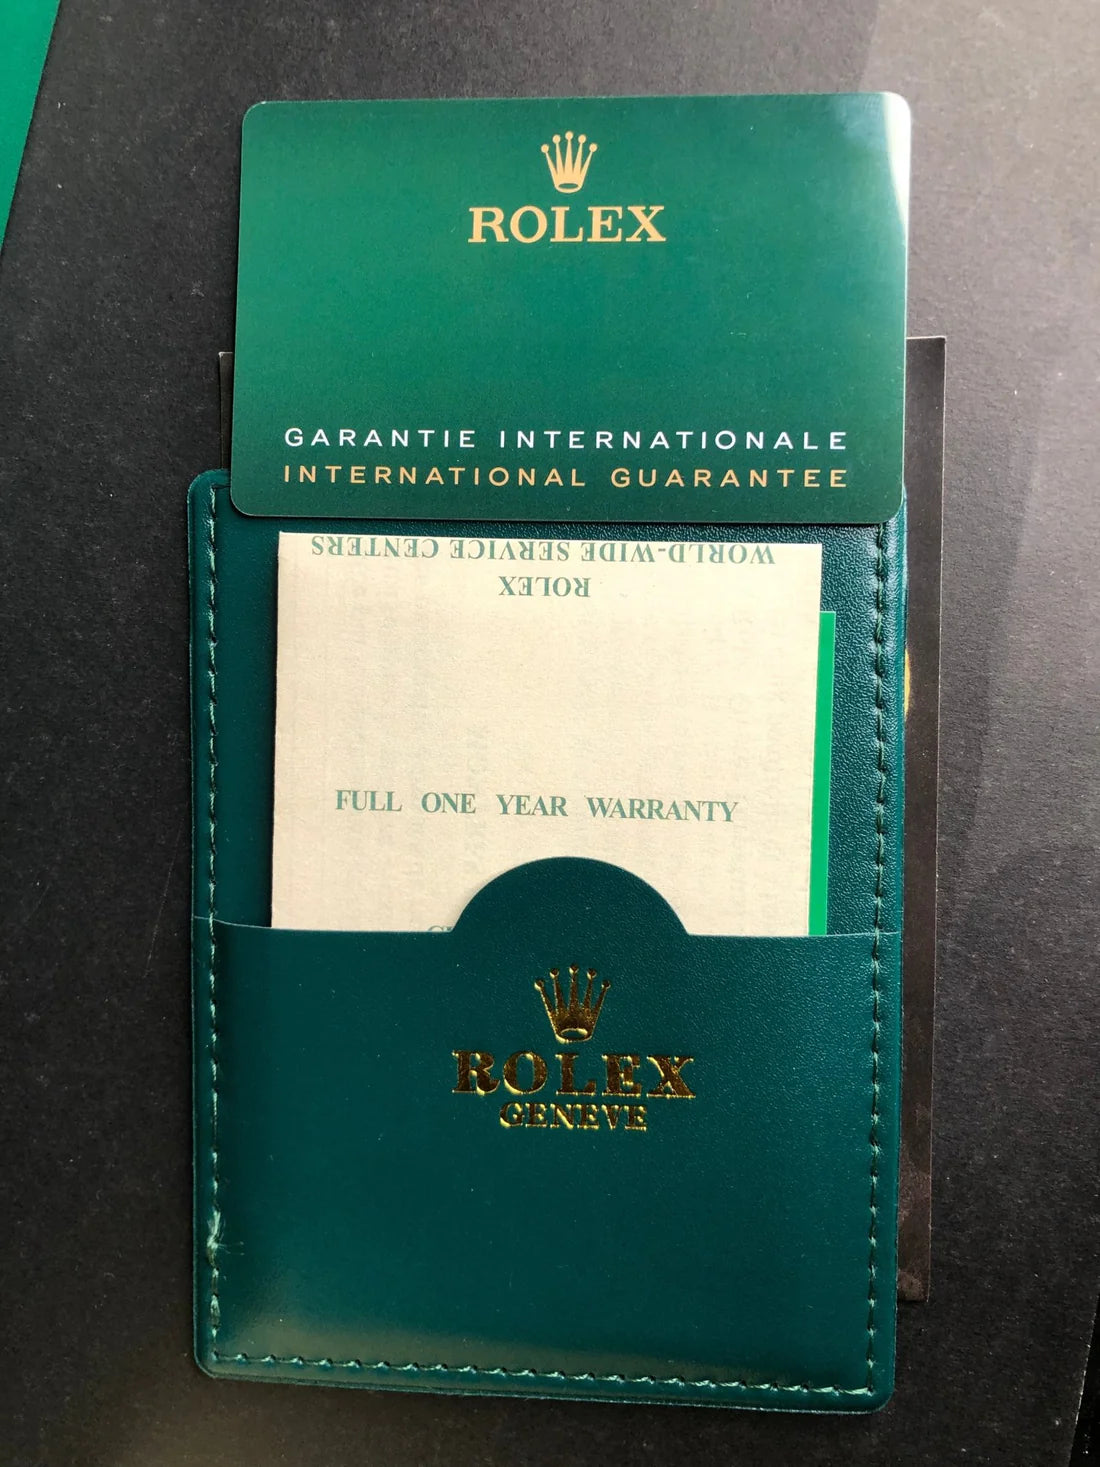 ROLEX
GARANTIE INTERNATIONALE
INTERNATIONAL GUARANTEE
WORLD-WIDE SERVICE CENTERS
ROLEX
FULL ONE YEAR WARRANTY
ROLEX
GENEVE